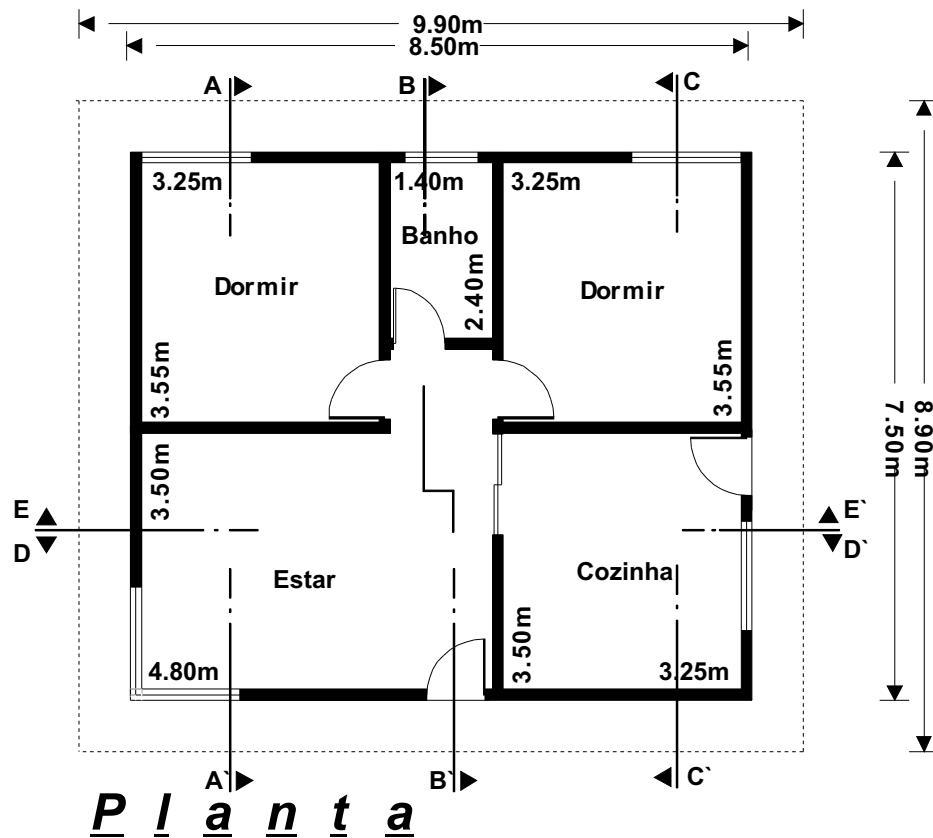 9.90m
8.50m
A B C
3.25m 1.40m 3.25m
Banho
Dormir 2.40m Dormir
3.55m 3.55m
7.50m 8.90m
3.50m
E E`
D D`
Estar Cozinha
3.50m
4.80m 3.25m
A` B` C`
Planta